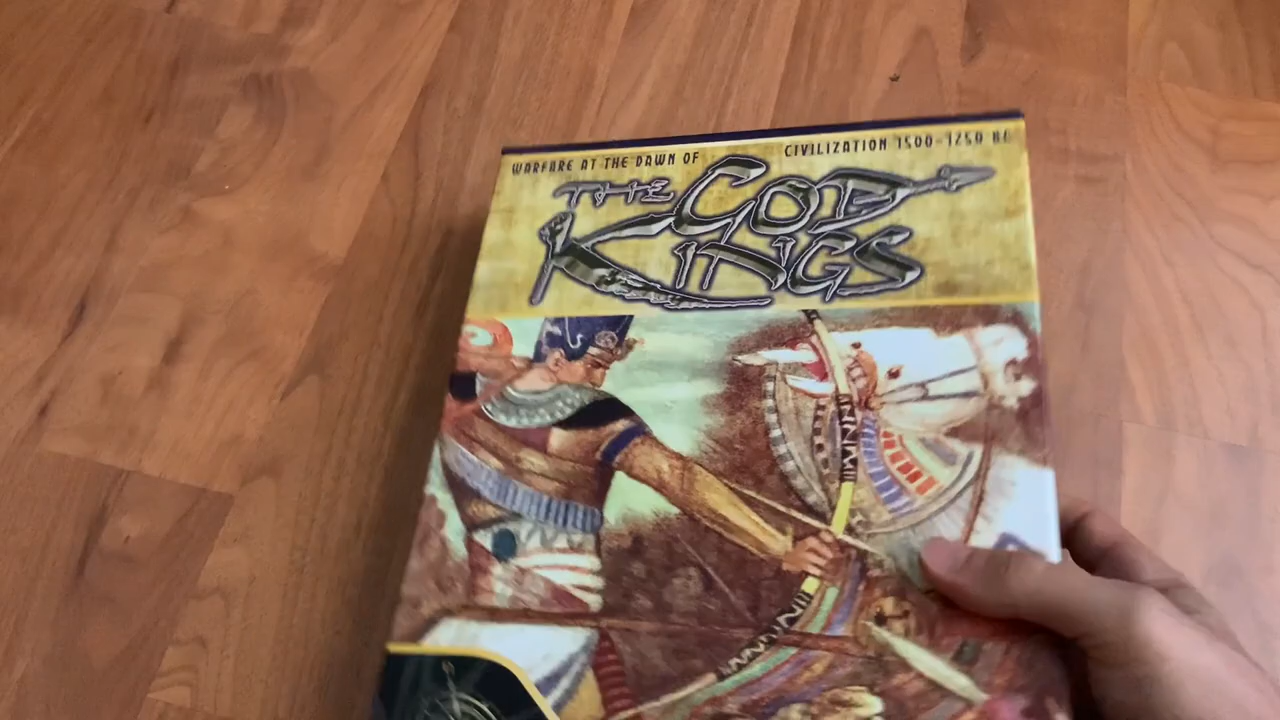 WARFARE AT THE DAWN OF CIVILIZATION 1500-1250 BC
THE GOD
KINGS